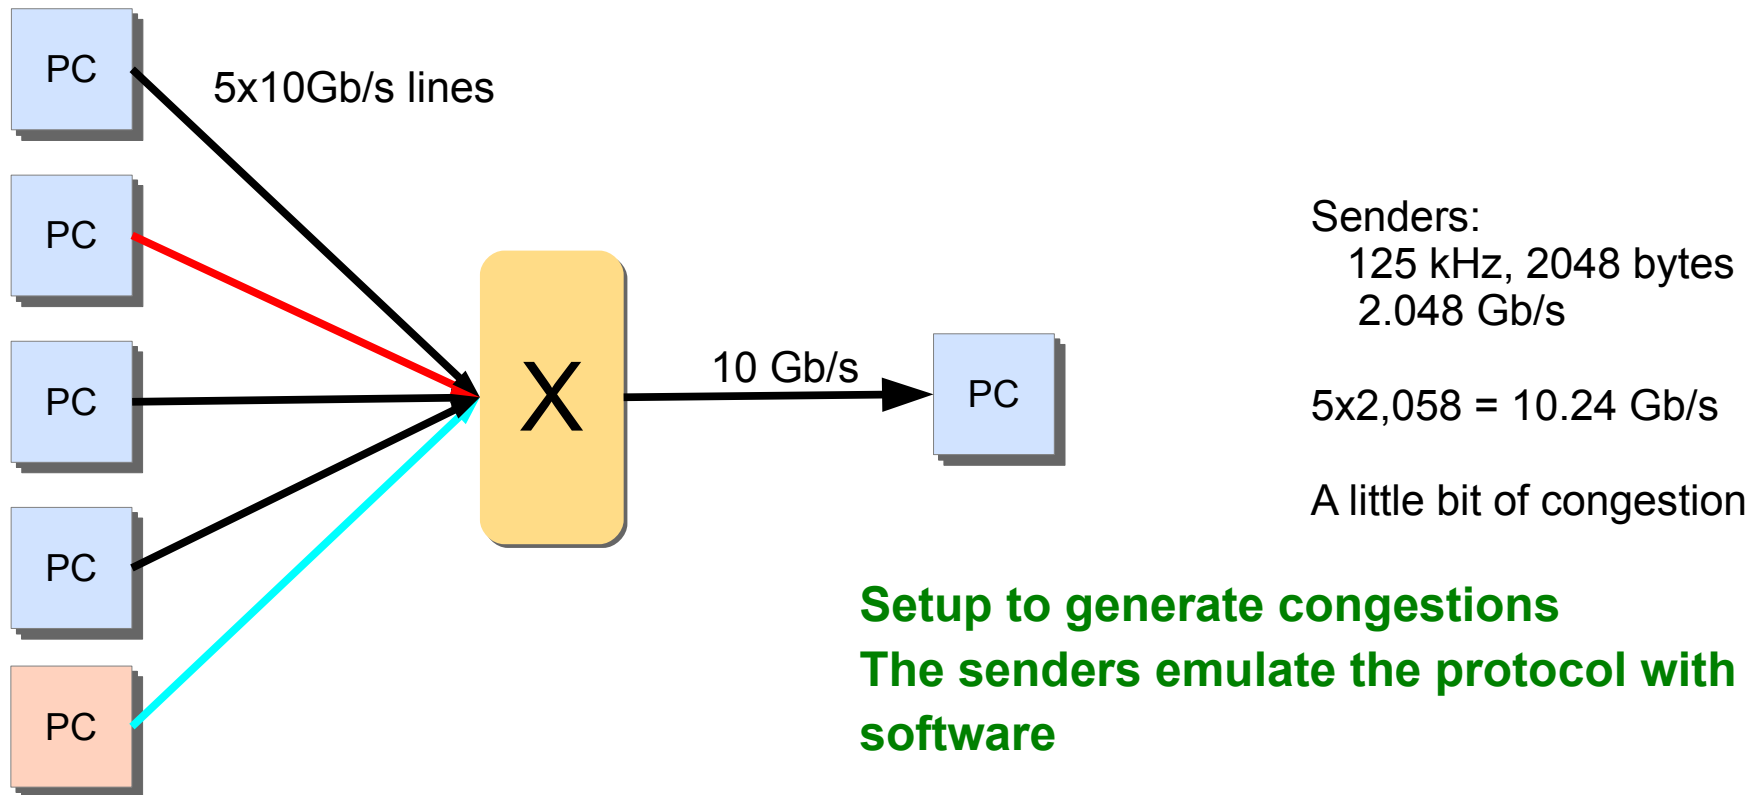 PC
5x10Gb/s lines
PC
PC
PC
PC
X
10 Gb/s
PC
Senders:
125 kHz, 2048 bytes
2.048 Gb/s
5x2,058 = 10.24 Gb/s
A little bit of congestion
Setup to generate congestions
The senders emulate the protocol with
software